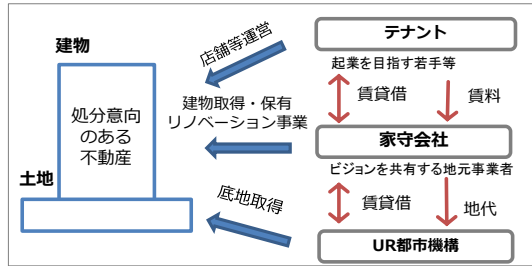 建物
処分意向
のある
不動産
土地
店舗等運営
建物取得・保有
リノベーション事業
底地取得
テナント
起業を目指す若手等
賃貸借
賃料
家守会社
ビジョンを共有する地元事業者
賃貸借
地代
UR都市機構